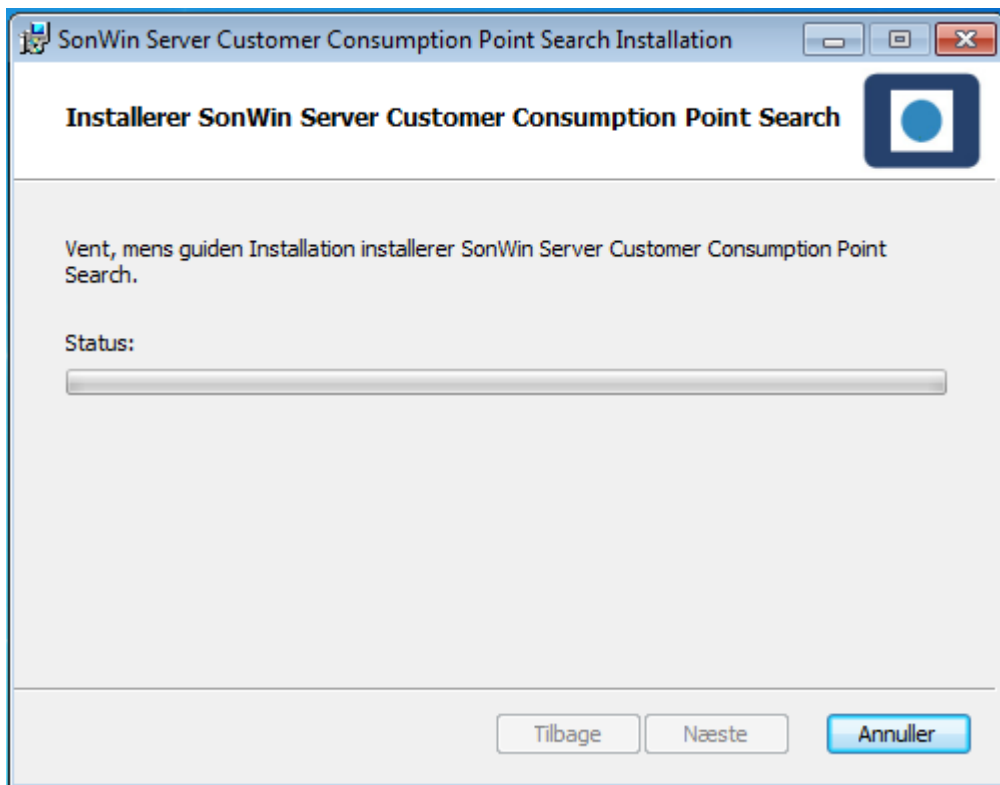 SonWin Server Customer Consumption Point Search Installation
Installerer SonWin Server Customer Consumption Point Search
Vent, mens guiden Installation installerer SonWin Server Customer Consumption Point
Search.
Status:
Tilbage
Næste
Annuller